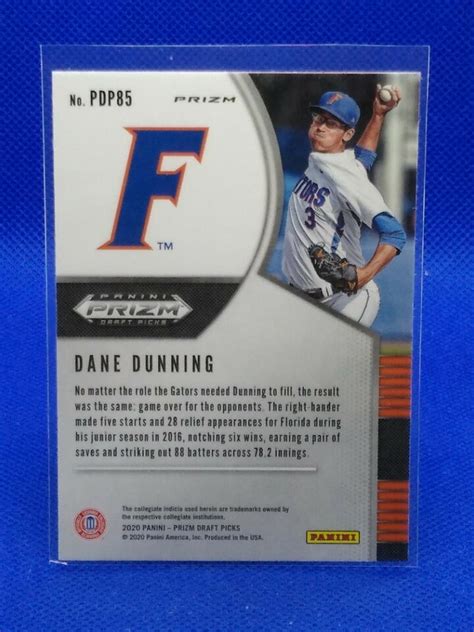 No. PDP85
PRIZM
F
TM
TORS
3
PANINI
PRIZM
DRAFT PICKS
DANE DUNNING
No matter the role the Gators needed Dunning to fill, the result
was the same: game over for the opponents. The right-hander
made five starts and 28 relief appearances for Florida during
his junior season in 2016, notching six wins, earning a pair of
saves and striking out 88 batters across 78.2 innings.
The collegiate indicia used herein are trademarks owned by
the respective collegiate institutions.
2020 PANINI – PRIZM DRAFT PICKS
© 2020 Panini America, Inc. Produced in the USA.
PANINI